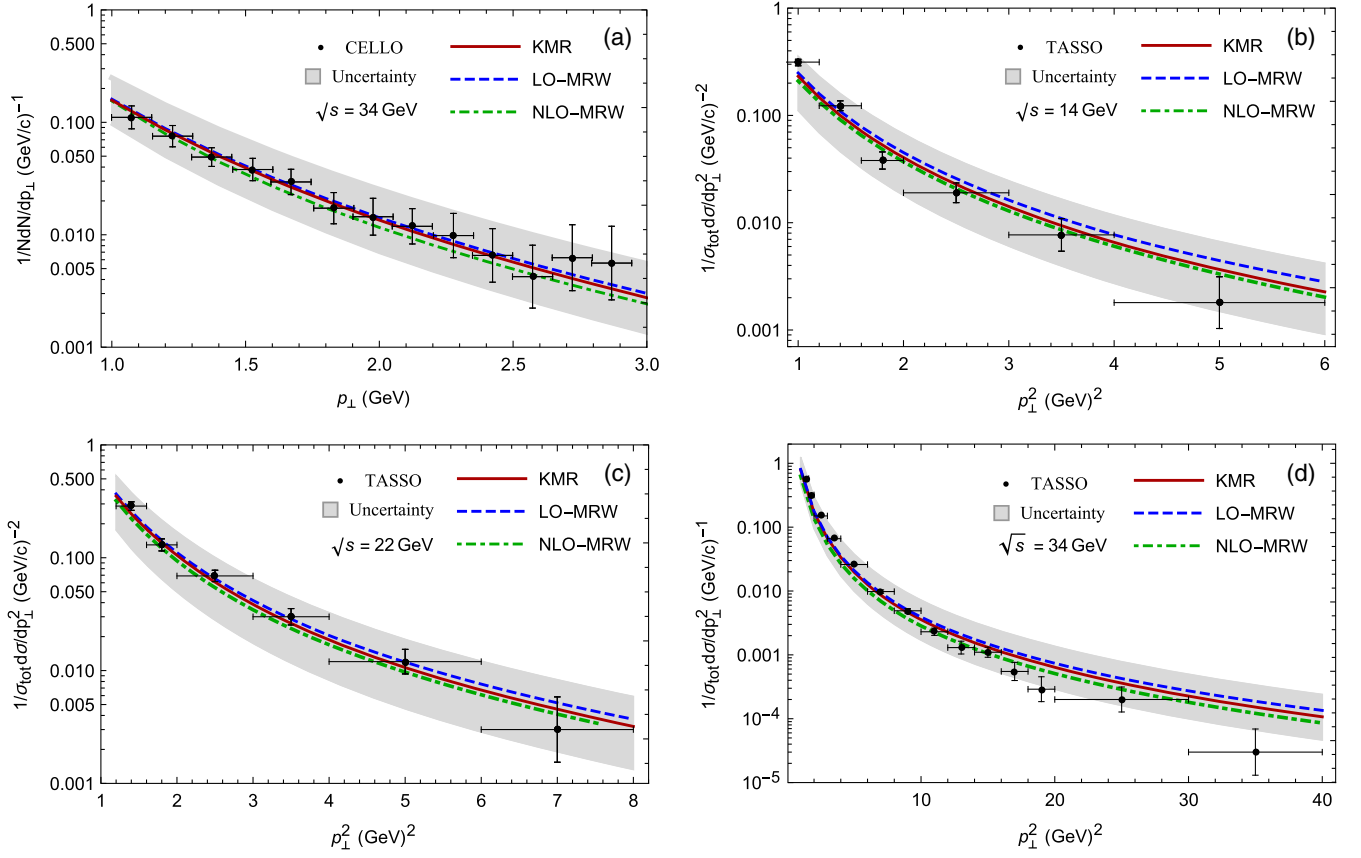 (a)
CELLO
Uncertainty
√s = 34 GeV
KMR
LO−MRW
NLO−MRW
1/NdN/dp⊥ (GeV/c)⁻¹
0.500
0.100
0.050
0.010
0.005
0.001
1
1.0 1.5 2.0 2.5 3.0
p⊥ (GeV)
(b)
TASSO
Uncertainty
√s = 14 GeV
KMR
LO−MRW
NLO−MRW
1/σtot dσ/dp⊥² (GeV/c)⁻²
1
0.100
0.010
0.001
1 2 3 4 5 6
p⊥² (GeV)²
(c)
TASSO
Uncertainty
√s = 22 GeV
KMR
LO−MRW
NLO−MRW
1/σtot dσ/dp⊥² (GeV/c)⁻²
1
0.500
0.100
0.050
0.010
0.005
0.001
1 2 3 4 5 6 7 8
p⊥² (GeV)²
(d)
TASSO
Uncertainty
√s = 34 GeV
KMR
LO−MRW
NLO−MRW
1/σtot dσ/dp⊥² (GeV/c)⁻¹
1
0.100
0.010
0.001
10⁻⁴
10⁻⁵
10 20 30 40
p⊥² (GeV)²